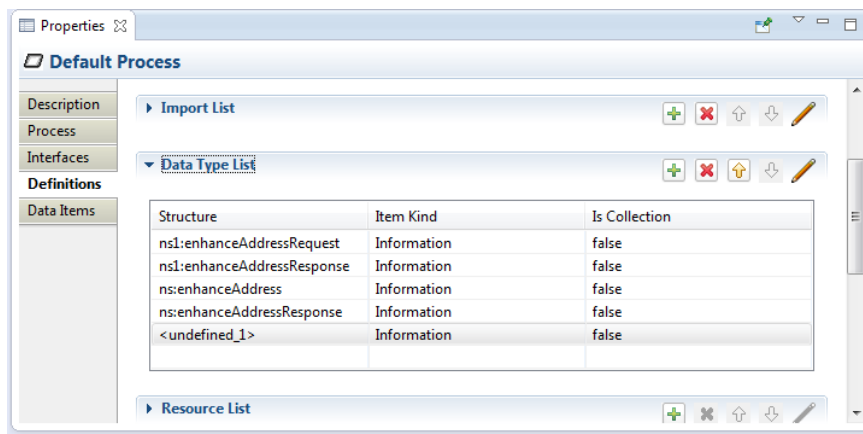 Properties
Default Process
Description
Process
Interfaces
Definitions
Data Items
Import List
Data Type List
Structure Item Kind Is Collection
ns1:enhanceAddressRequest Information false
ns1:enhanceAddressResponse Information false
ns:enhanceAddress Information false
ns:enhanceAddressResponse Information false
<undefined_1> Information false
Resource List